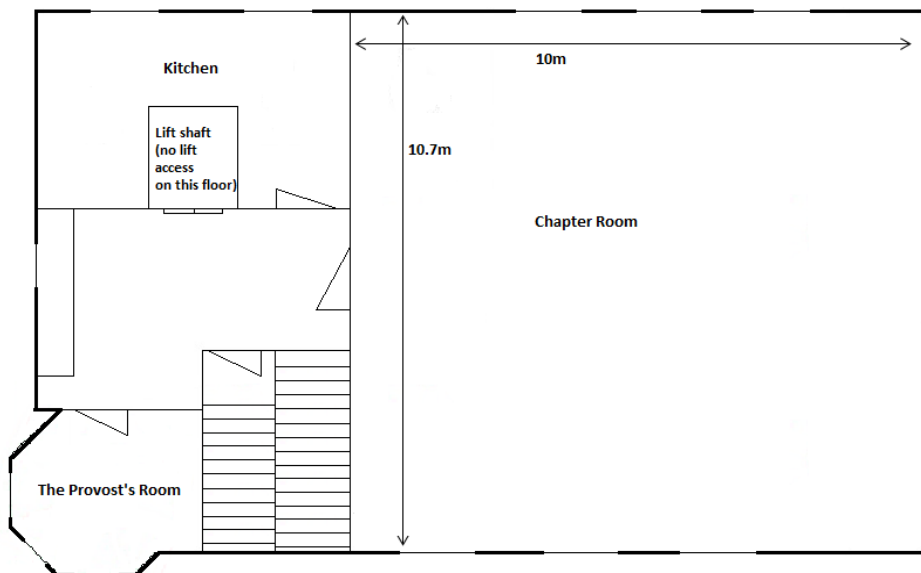 Kitchen
10m
Lift shaft
(no lift
access
on this floor)
10.7m
Chapter Room
The Provost's Room